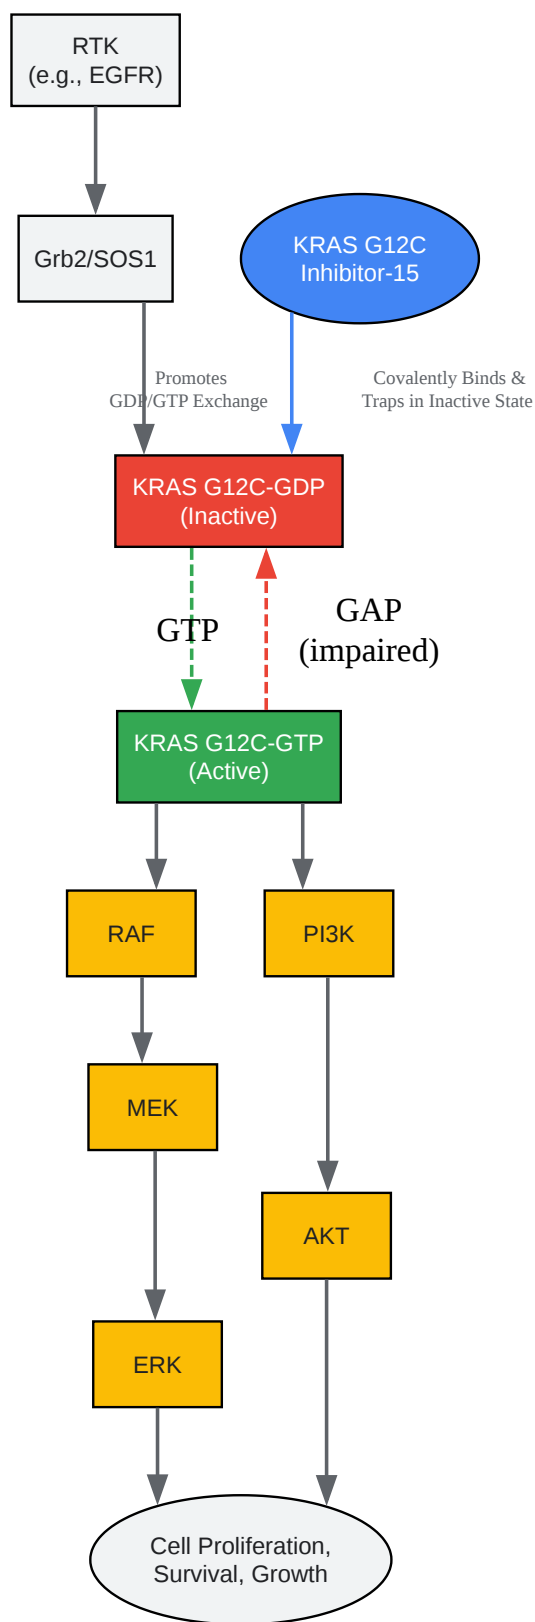 RTK
(e.g., EGFR)
Grb2/SOS1
KRAS G12C
Inhibitor-15
Promotes
GDP/GTP Exchange
Covalently Binds &
Traps in Inactive State
KRAS G12C-GDP
(Inactive)
GTP
GAP
(impaired)
KRAS G12C-GTP
(Active)
RAF
PI3K
MEK
AKT
ERK
Cell Proliferation,
Survival, Growth